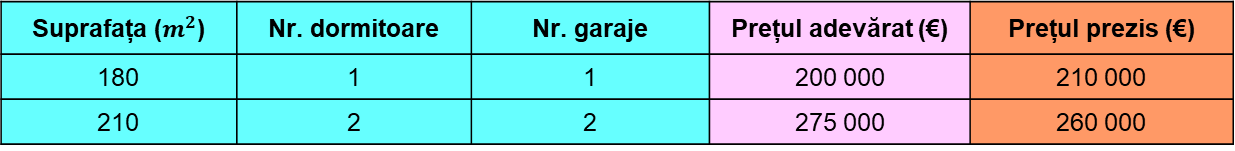 Suprafața (m²) Nr. dormitoare Nr. garaje Prețul adevărat (€) Prețul prezis (€)
180 1 1 200 000 210 000
210 2 2 275 000 260 000